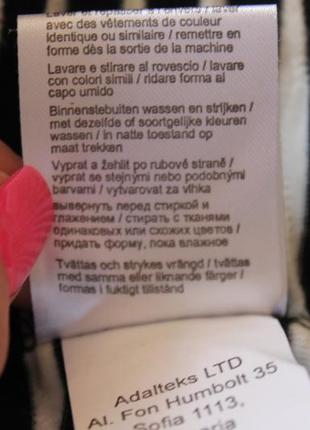 Laver et repasser à l'envers / laver
avec des vêtements de couleur
identique ou similaire / remettre en
forme dès la sortie de la machine
Lavare e stirare al rovescio / lavare
con colori simili / ridare forma al
capo umido
Binnenstebuiten wassen en strijken /
met dezelfde of soortgelijke kleuren
wassen / in natte toestand op
maat trekken
Vyprat a žehlit po rubové straně /
vyprat se stejnými nebo podobnými
barvami / vytvarovat za vlhka
вывернуть перед стиркой и
глажением / стирать с тканями
одинаковых или схожих цветов /
придать форму, пока влажное
Tvättas och strykes vrängd / tvättas
med samma eller liknande färger /
formas i fuktigt tillstånd
Adalteks LTD
Al. Fon Humbolt 35
Sofia 1113,